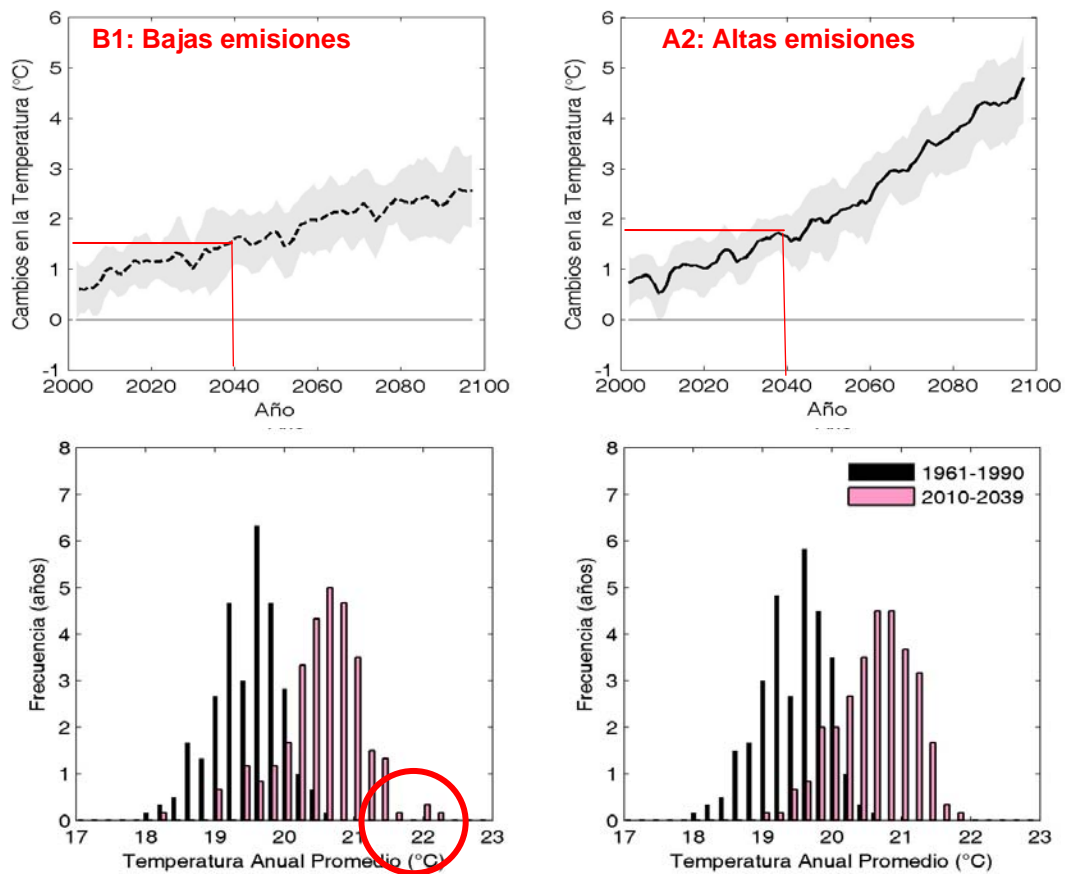 B1: Bajas emisiones
Cambios en la Temperatura (°C)
6
5
4
3
2
1
0
-1
2000 2020 2040 2060 2080 2100
Año
A2: Altas emisiones
Cambios en la Temperatura (°C)
6
5
4
3
2
1
0
-1
2000 2020 2040 2060 2080 2100
Año
Frecuencia (años)
8
7
6
5
4
3
2
1
0
17 18 19 20 21 22 23
Temperatura Anual Promedio (°C)
Frecuencia (años)
8
7
6
5
4
3
2
1
0
1961-1990
2010-2039
17 18 19 20 21 22 23
Temperatura Anual Promedio (°C)